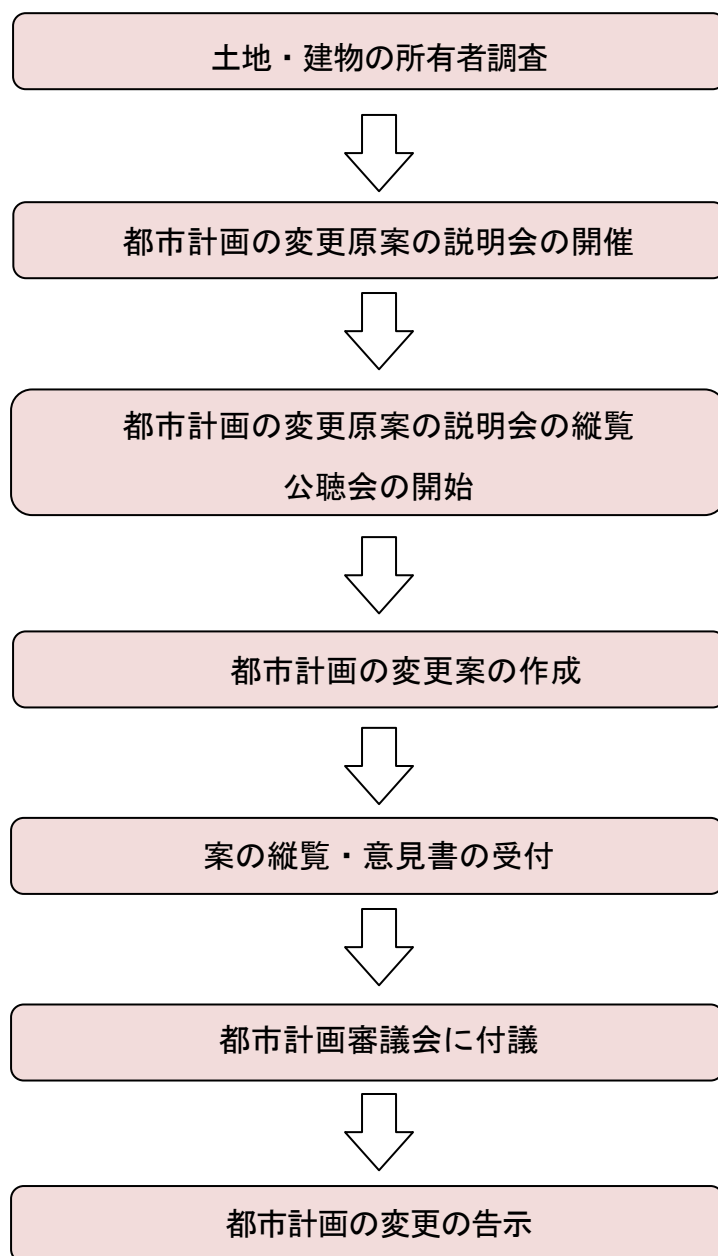 土地・建物の所有者調査
都市計画の変更原案の説明会の開催
都市計画の変更原案の説明会の縦覧
公聴会の開始
都市計画の変更案の作成
案の縦覧・意見書の受付
都市計画審議会に付議
都市計画の変更の告示